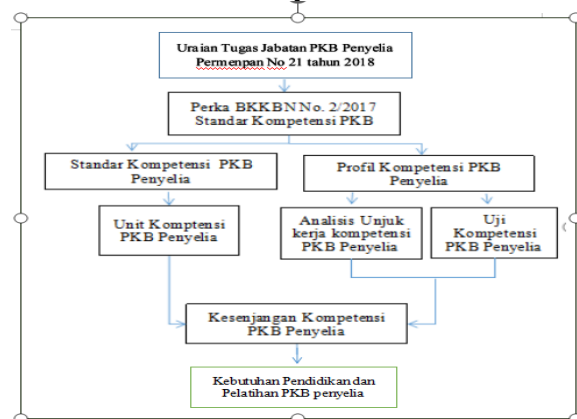 Uraian Tugas Jabatan PKB Penyelia
Permenpan No 21 tahun 2018
Perka BKKBN No. 2/2017
Standar Kompetensi PKB
Standar Kompetensi PKB
Penyelia
Profil Kompetensi PKB
Penyelia
Unit Komptensi
PKB Penyelia
Analisis Unjuk
kerja kompetensi
PKB Penyelia
Uji
Kompetensi
PKB Penyelia
Kesenjangan Kompetensi
PKB Penyelia
Kebutuhan Pendidikan dan
Pelatihan PKB penyelia